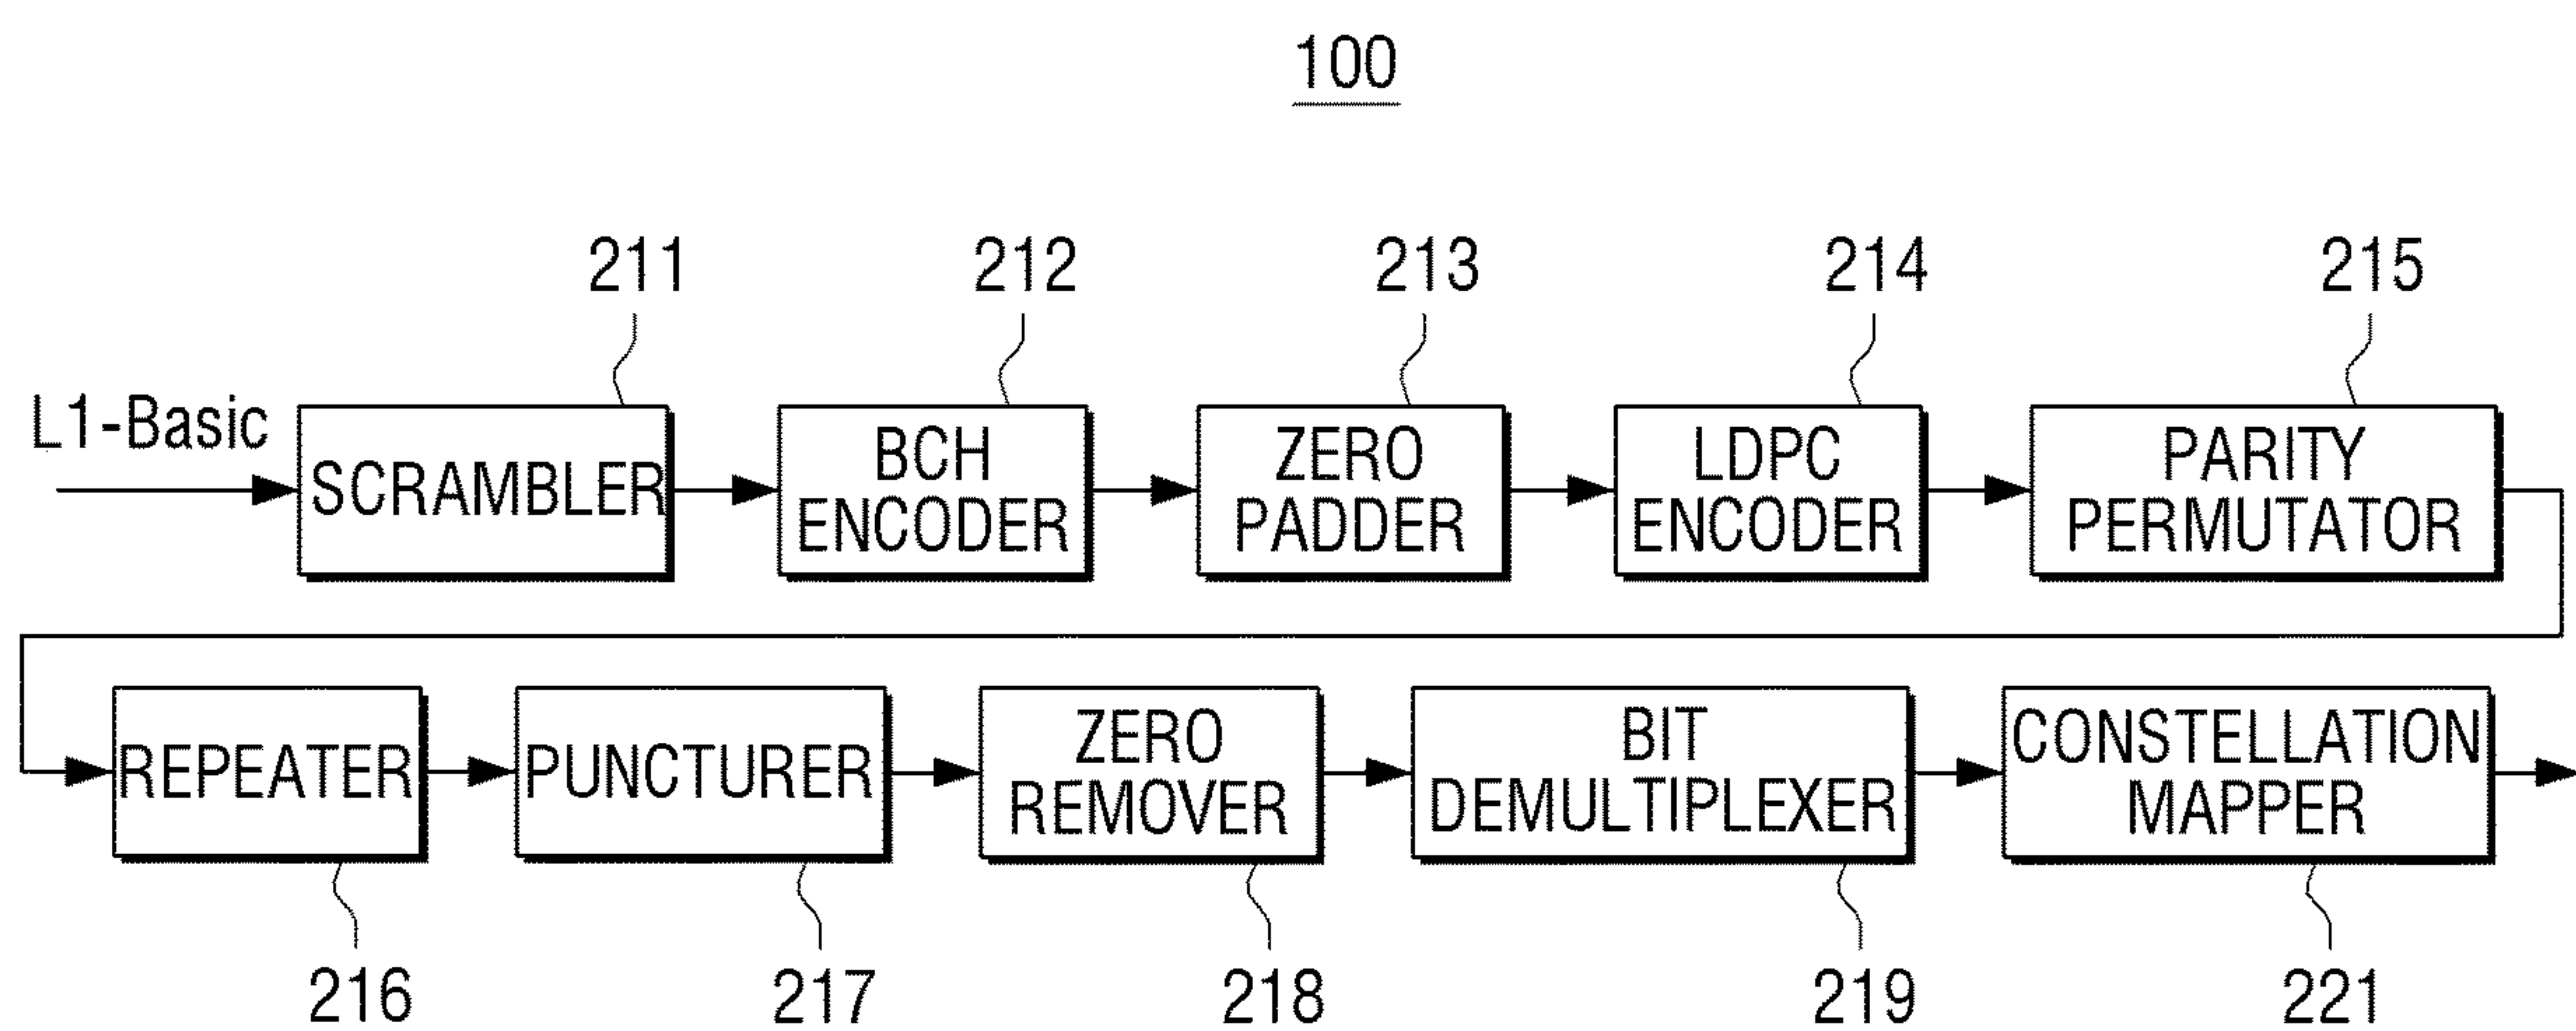 100
211
212
213
214
215
L1-Basic
SCRAMBLER
BCH
ENCODER
ZERO
PADDER
LDPC
ENCODER
PARITY
PERMUTATOR
REPEATER
PUNCTURER
ZERO
REMOVER
BIT
DEMULTIPLEXER
CONSTELLATION
MAPPER
216
217
218
219
221